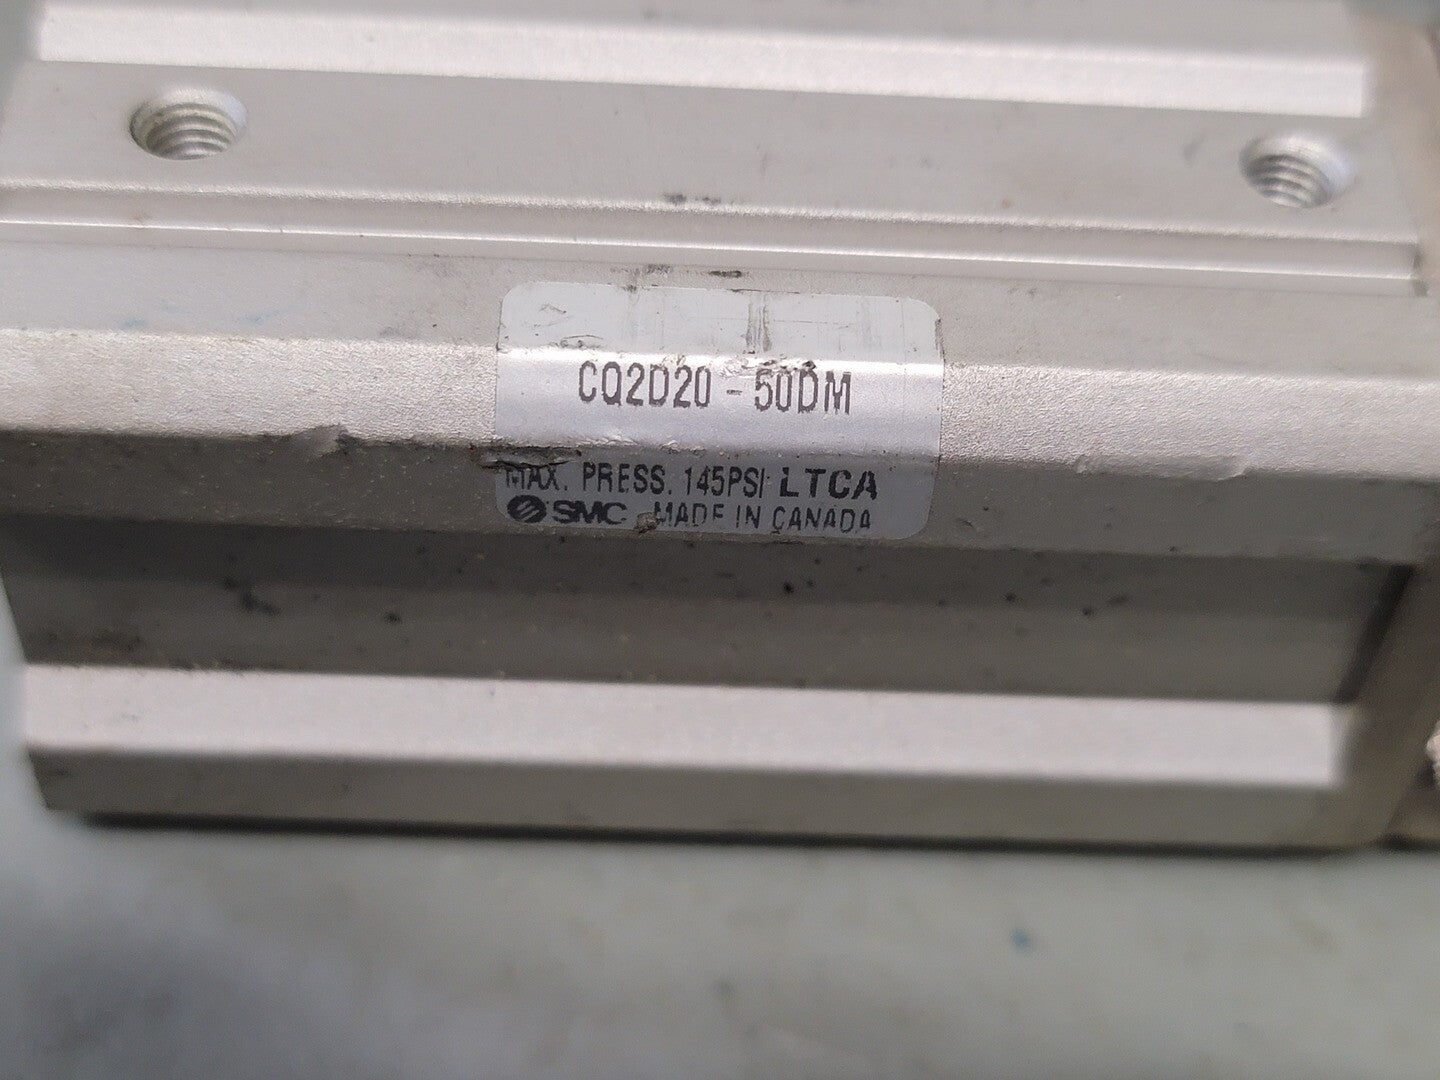 CQ2D20-50DM
MAX. PRESS. 145PSI LTCA
SMC MADE IN CANADA